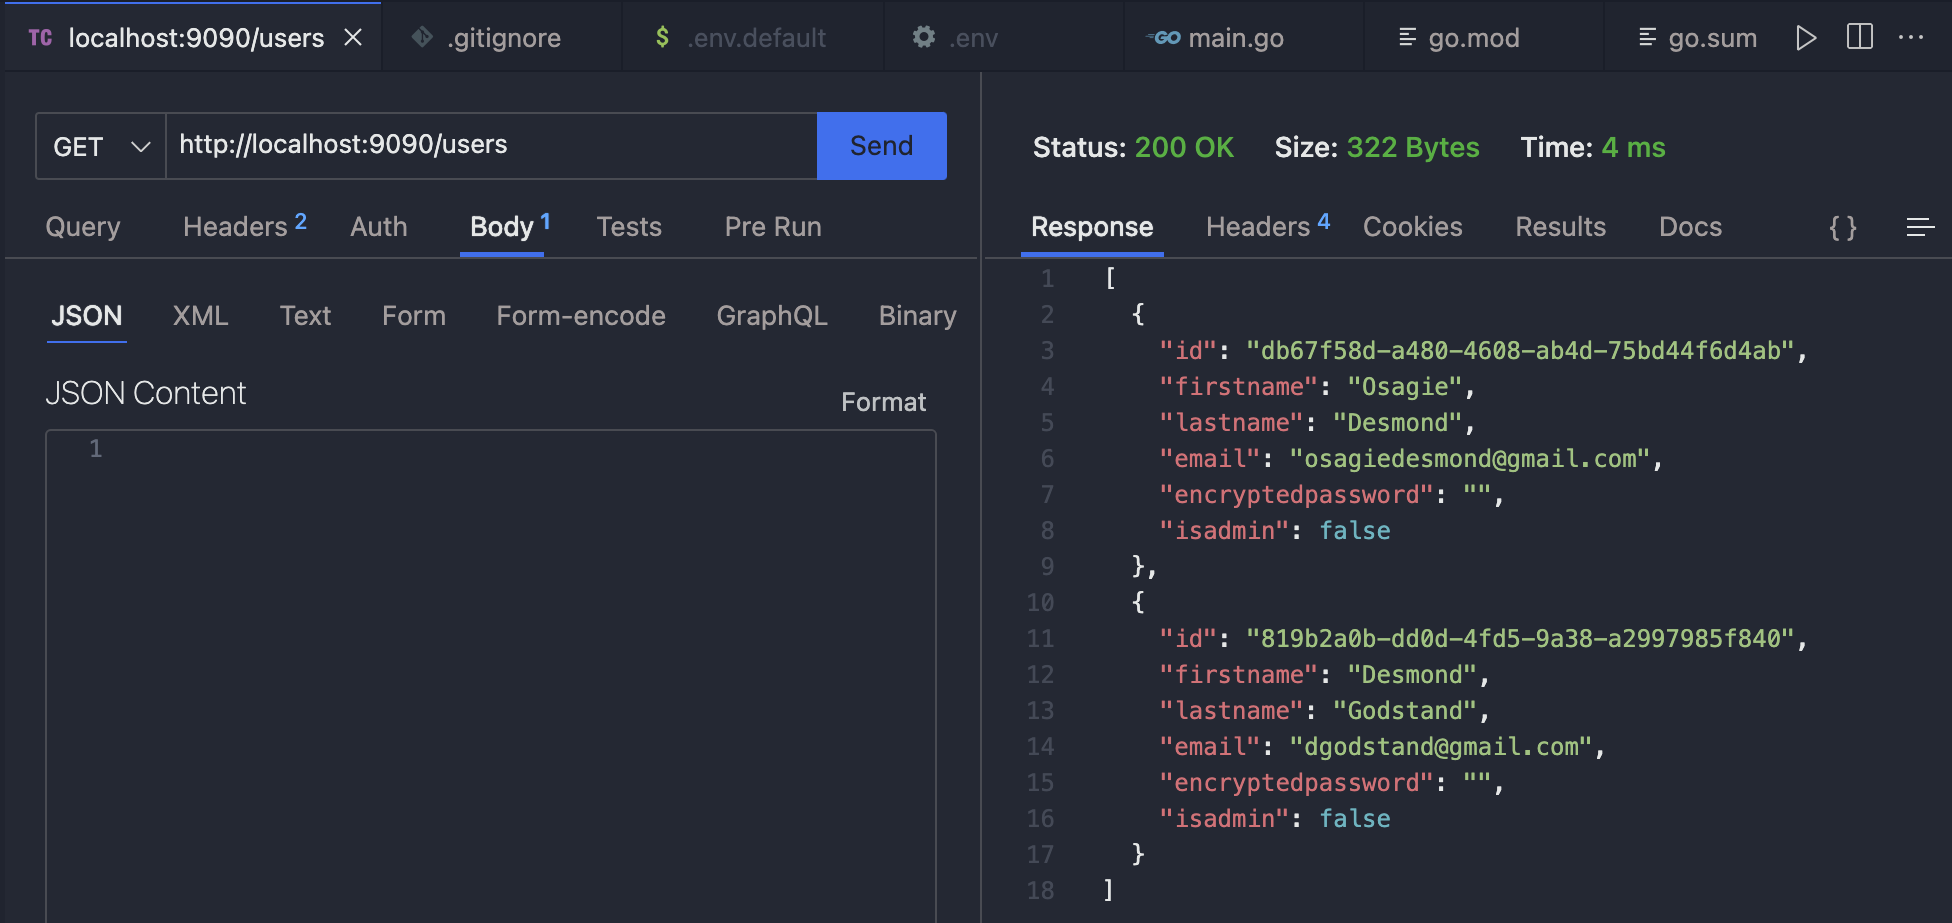 TC localhost:9090/users .gitignore $ .env.default .env GO main.go go.mod go.sum
GET http://localhost:9090/users Send
Query Headers 2 Auth Body 1 Tests Pre Run
JSON XML Text Form Form-encode GraphQL Binary
JSON Content
Format
1
Status: 200 OK Size: 322 Bytes Time: 4 ms
Response Headers 4 Cookies Results Docs {}
1 [
2 {
3 "id": "db67f58d-a480-4608-ab4d-75bd44f6d4ab",
4 "firstname": "Osagie",
5 "lastname": "Desmond",
6 "email": "osagiedesmond@gmail.com",
7 "encryptedpassword": "",
8 "isadmin": false
9 },
10 {
11 "id": "819b2a0b-dd0d-4fd5-9a38-a2997985f840",
12 "firstname": "Desmond",
13 "lastname": "Godstand",
14 "email": "dgodstand@gmail.com",
15 "encryptedpassword": "",
16 "isadmin": false
17 }
18 ]